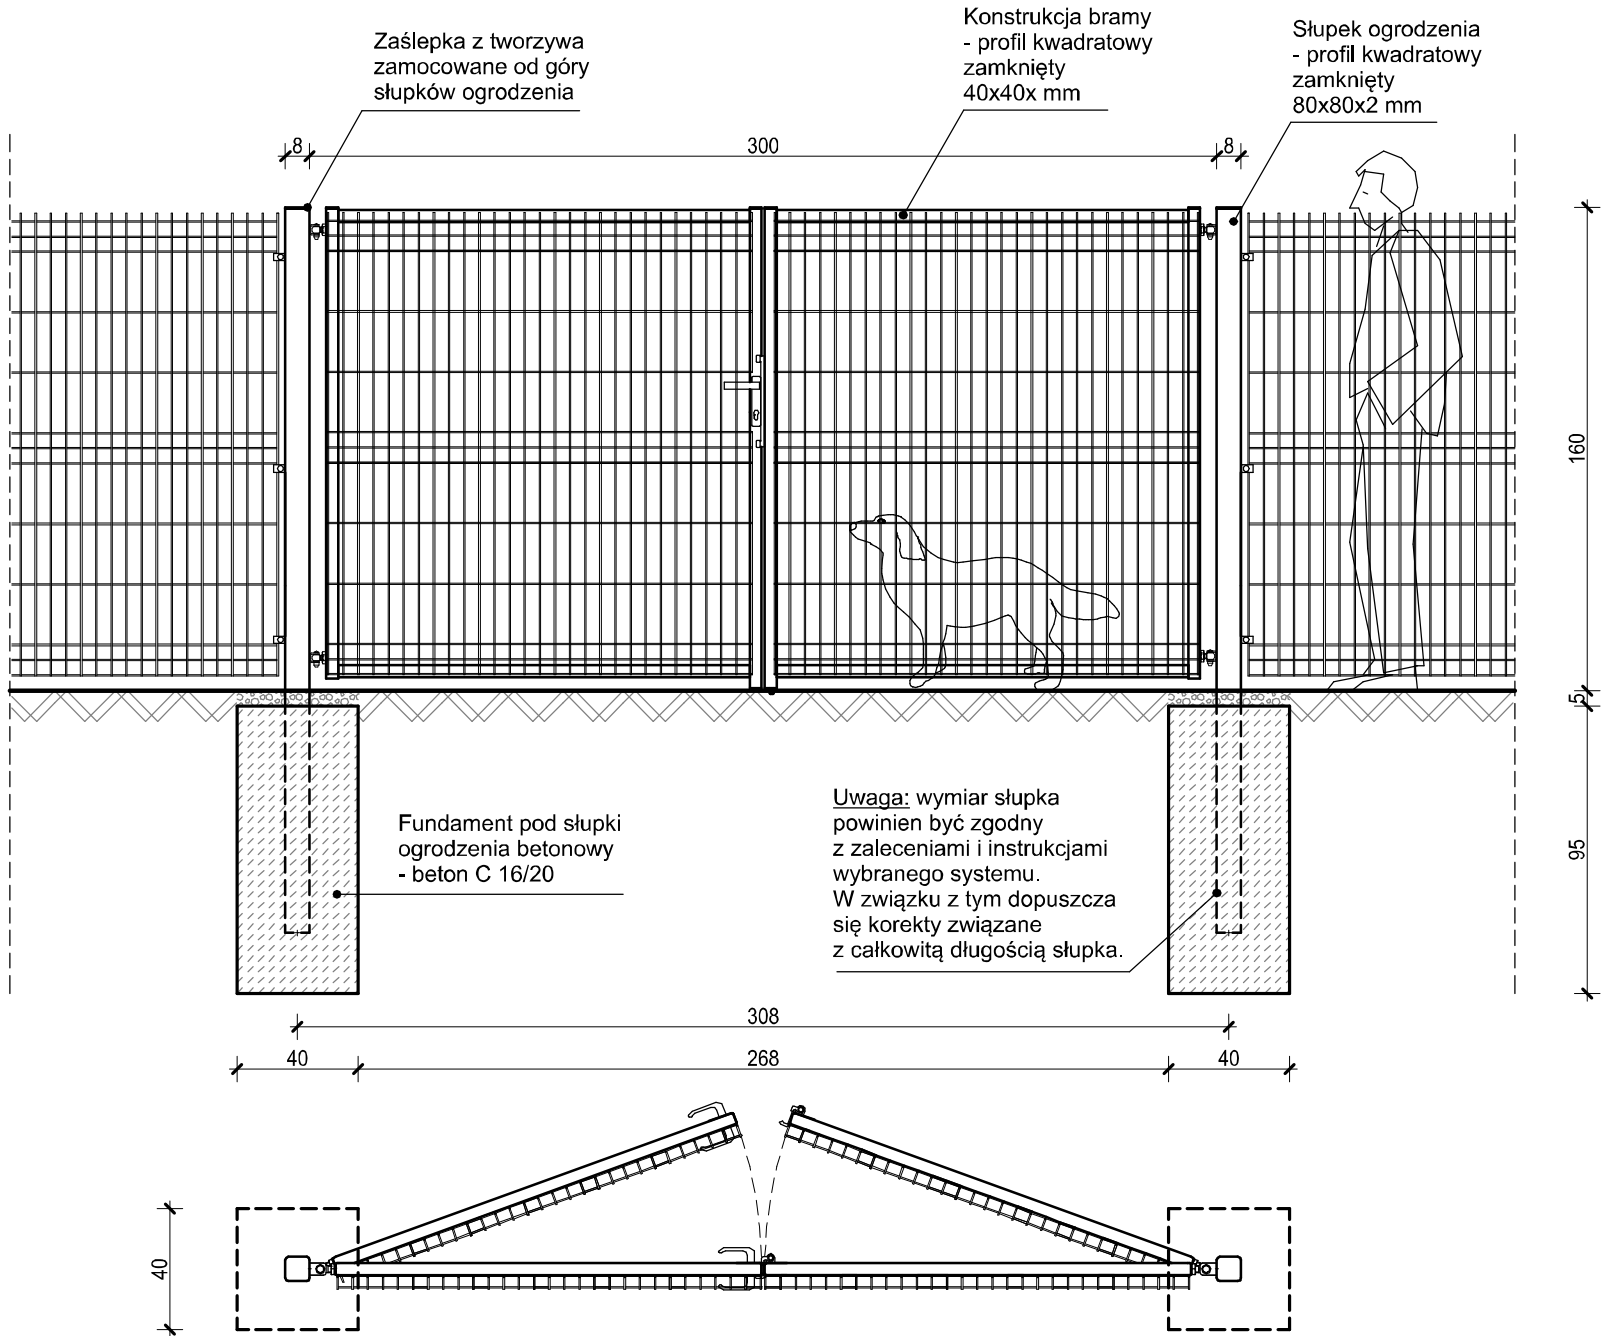 Zaślepka z tworzywa
zamocowane od góry
słupków ogrodzenia
Konstrukcja bramy
- profil kwadratowy
zamknięty
40x40x mm
Słupek ogrodzenia
- profil kwadratowy
zamknięty
80x80x2 mm
8
300
8
160
5
95
Fundament pod słupki
ogrodzenia betonowy
- beton C 16/20
Uwaga: wymiar słupka
powinien być zgodny
z zaleceniami i instrukcjami
wybranego systemu.
W związku z tym dopuszcza
się korekty związane
z całkowitą długością słupka.
308
40
268
40
40